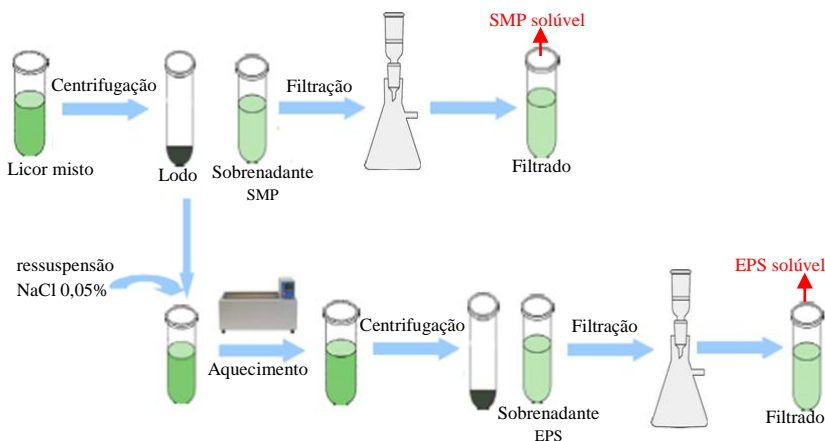 SMP solúvel
Centrifugação
Filtração
Licor misto
Lodo
Sobrenadante
SMP
Filtrado
ressuspensão
NaCl 0,05%
Aquecimento
Centrifugação
Sobrenadante
EPS
Filtração
EPS solúvel
Filtrado